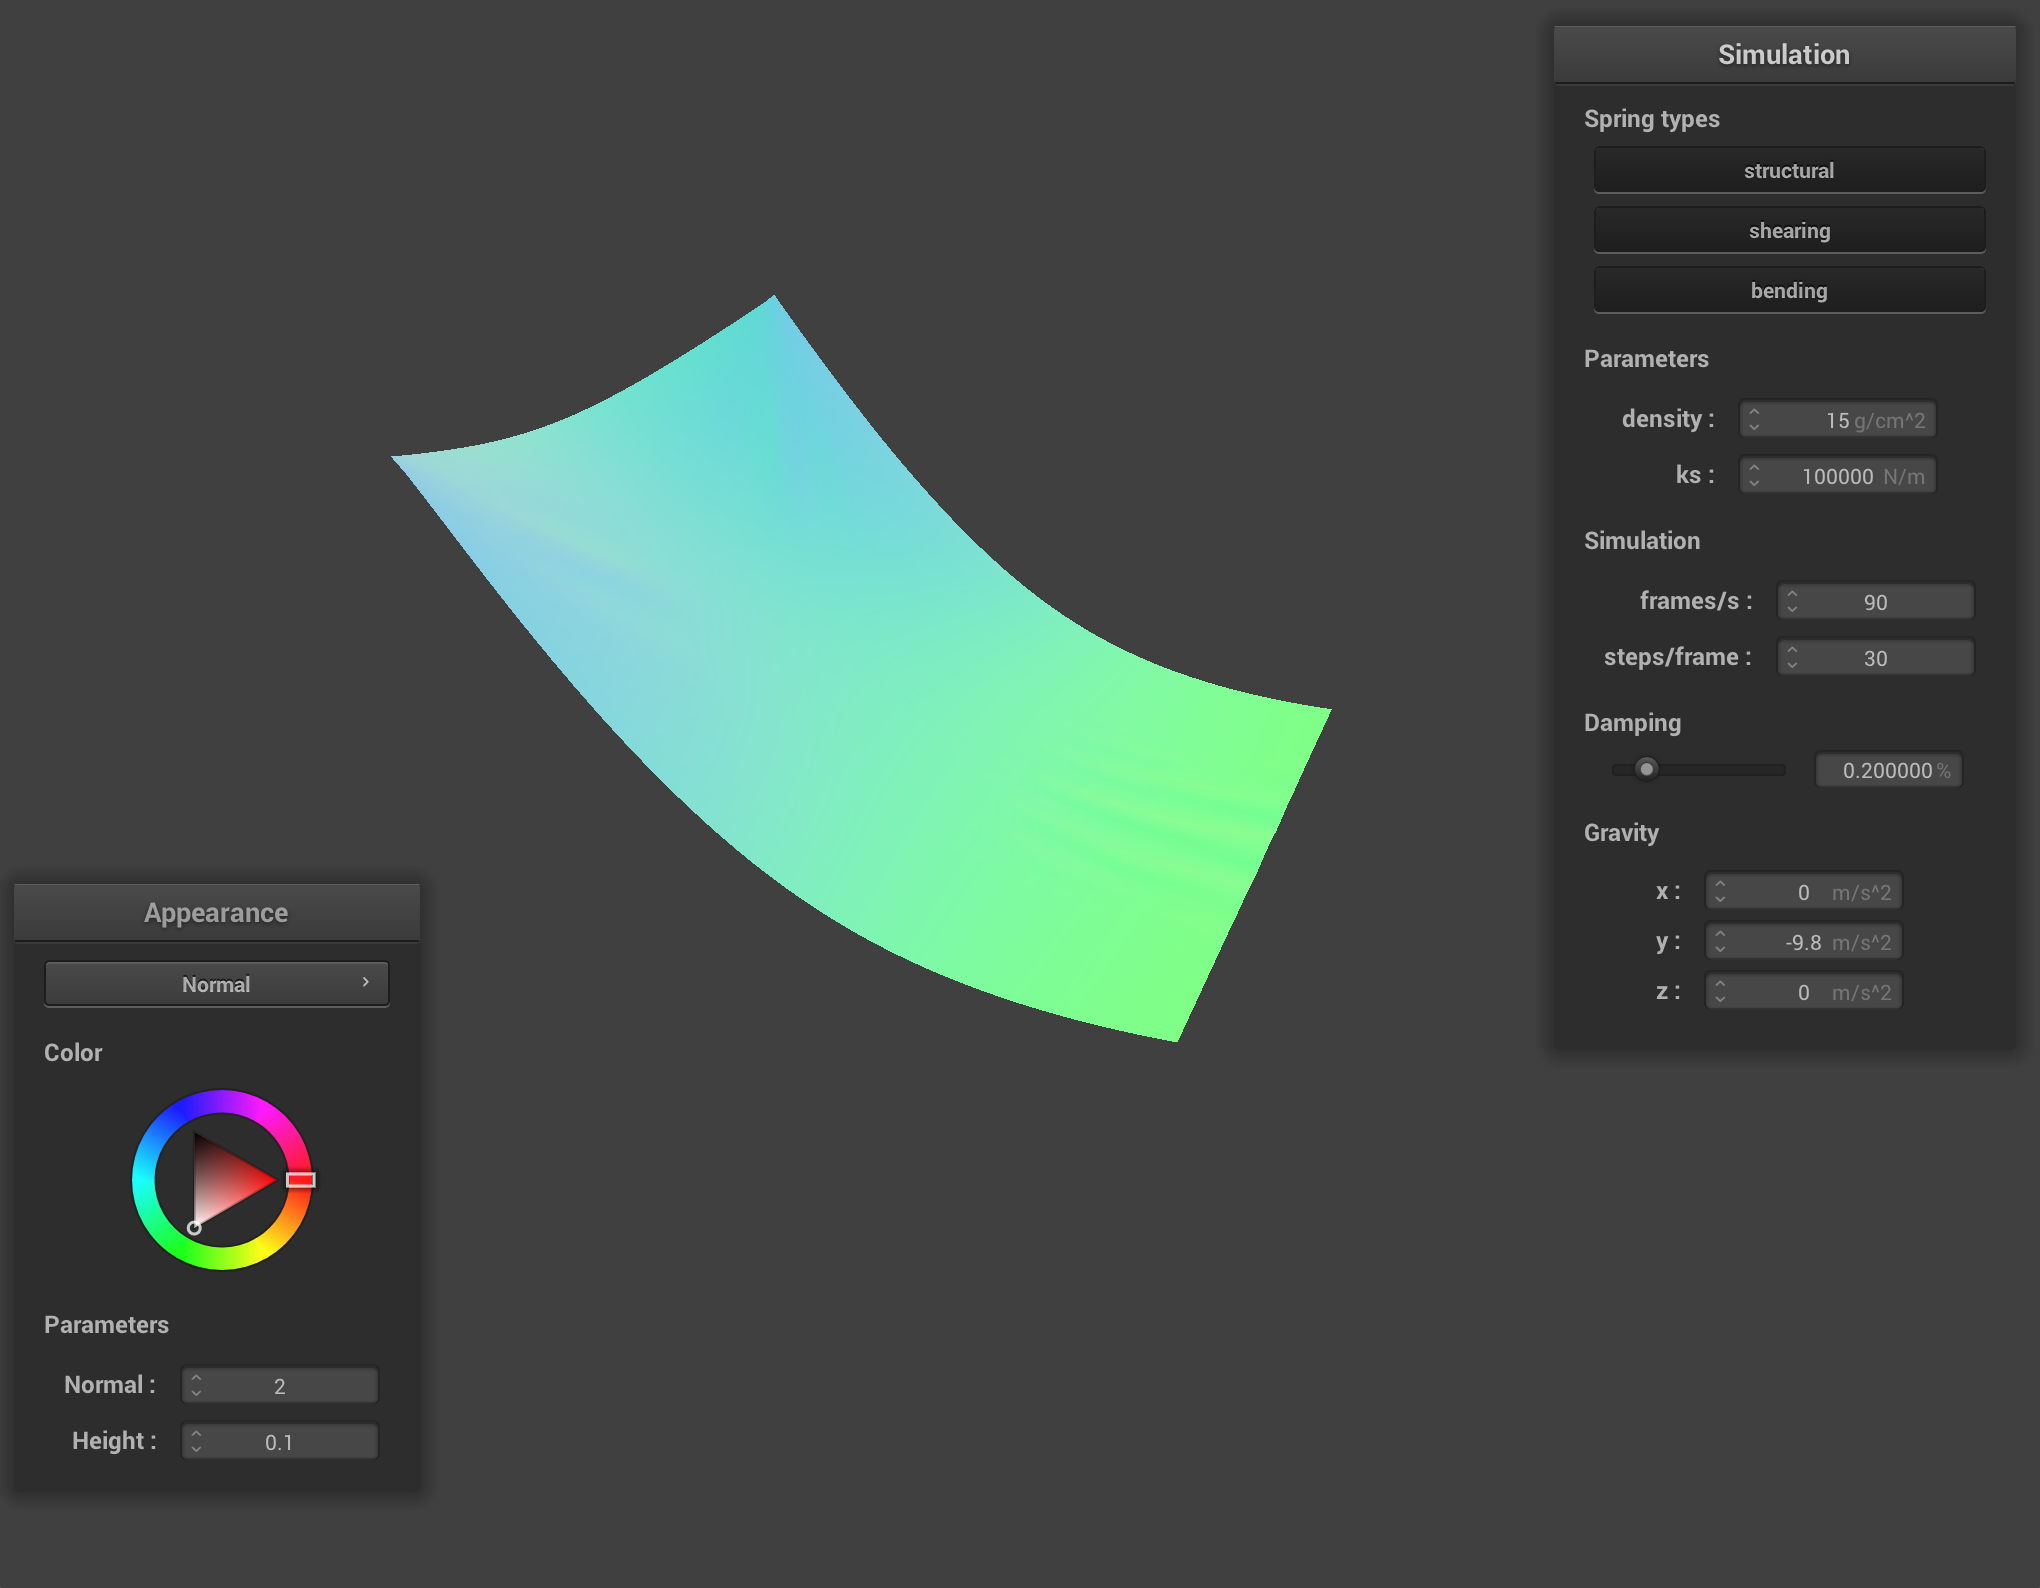 Simulation
Spring types
structural
shearing
bending
Parameters
density : 15 g/cm^2
ks : 100000 N/m
Simulation
frames/s : 90
steps/frame : 30
Damping
0.200000 %
Gravity
x : 0 m/s^2
y : -9.8 m/s^2
z : 0 m/s^2
Appearance
Normal
Color
Parameters
Normal : 2
Height : 0.1